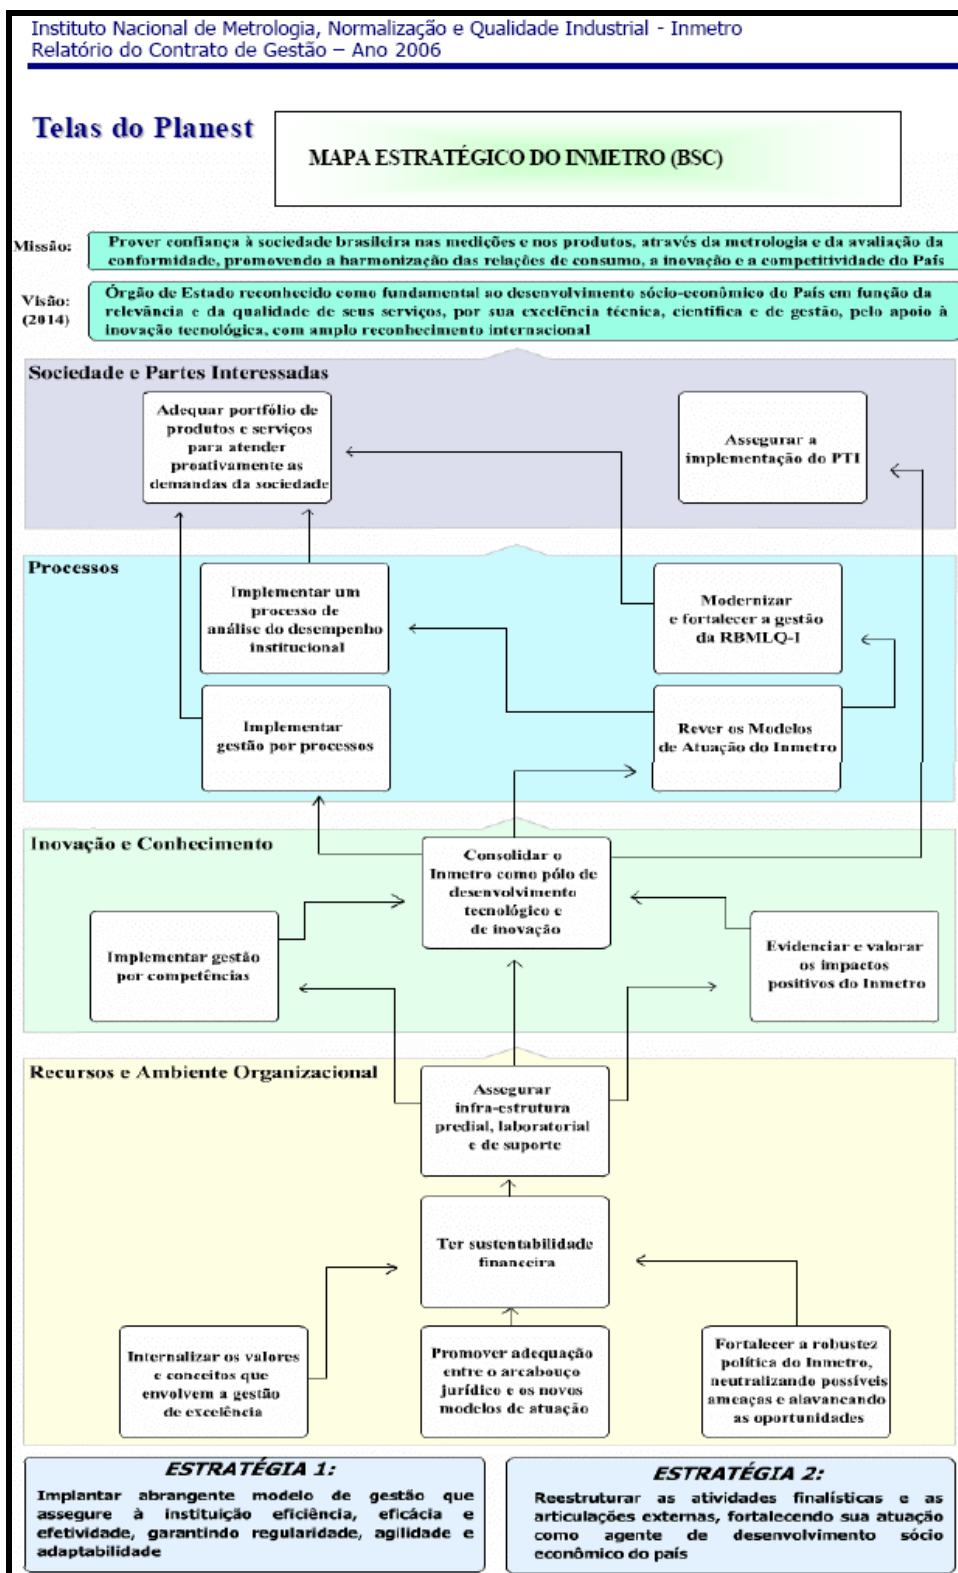 Instituto Nacional de Metrologia, Normalização e Qualidade Industrial - Inmetro
Relatório do Contrato de Gestão – Ano 2006
Telas do Planest
MAPA ESTRATÉGICO DO INMETRO (BSC)
Missão:
Prover confiança à sociedade brasileira nas medições e nos produtos, através da metrologia e da avaliação da
conformidade, promovendo a harmonização das relações de consumo, a inovação e a competitividade do País
Visão:
(2014)
Órgão de Estado reconhecido como fundamental ao desenvolvimento sócio-econômico do País em função da
relevância e da qualidade de seus serviços, por sua excelência técnica, científica e de gestão, pelo apoio à
inovação tecnológica, com amplo reconhecimento internacional
Sociedade e Partes Interessadas
Adequar portfólio de
produtos e serviços
para atender
proativamente as
demandas da sociedade
Assegurar a
implementação do PTI
Processos
Implementar um
processo de
análise do desempenho
institucional
Modernizar
e fortalecer a gestão
da RBMLQ-I
Implementar
gestão por processos
Rever os Modelos
de Atuação do Inmetro
Inovação e Conhecimento
Consolidar o
Inmetro como pólo de
desenvolvimento
tecnológico e
de inovação
Implementar gestão
por competências
Evidenciar e valorar
os impactos
positivos do Inmetro
Recursos e Ambiente Organizacional
Assegurar
infra-estrutura
predial, laboratorial
e de suporte
Ter sustentabilidade
financeira
Internalizar os valores
e conceitos que
envolvem a gestão
de excelência
Promover adequação
entre o arcabouço
jurídico e os novos
modelos de atuação
Fortalecer a robustez
política do Inmetro,
neutralizando possíveis
ameaças e alavancando
as oportunidades
ESTRATÉGIA 1:
Implantar abrangente modelo de gestão que
assegure à instituição eficiência, eficácia e
efetividade, garantindo regularidade, agilidade e
adaptabilidade
ESTRATÉGIA 2:
Reestruturar as atividades finalísticas e as
articulações externas, fortalecendo sua atuação
como agente de desenvolvimento sócio
econômico do país